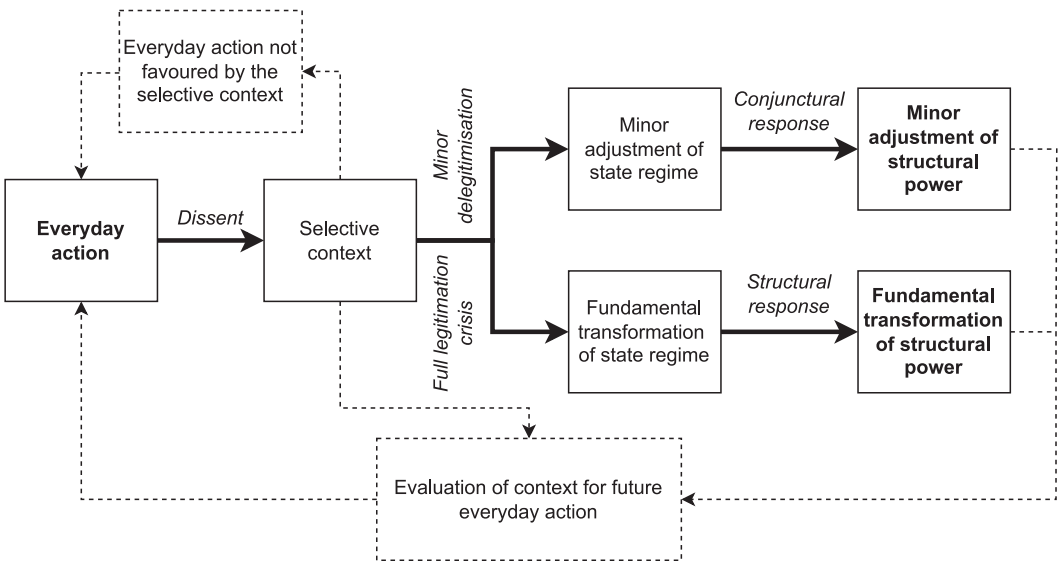 Everyday action not
favoured by the
selective context
Everyday
action
Dissent
Selective
context
Minor
delegitimisation
Full legitimation
crisis
Minor
adjustment of
state regime
Conjunctural
response
Minor
adjustment of
structural
power
Fundamental
transformation
of state regime
Structural
response
Fundamental
transformation
of structural
power
Evaluation of context for future
everyday action